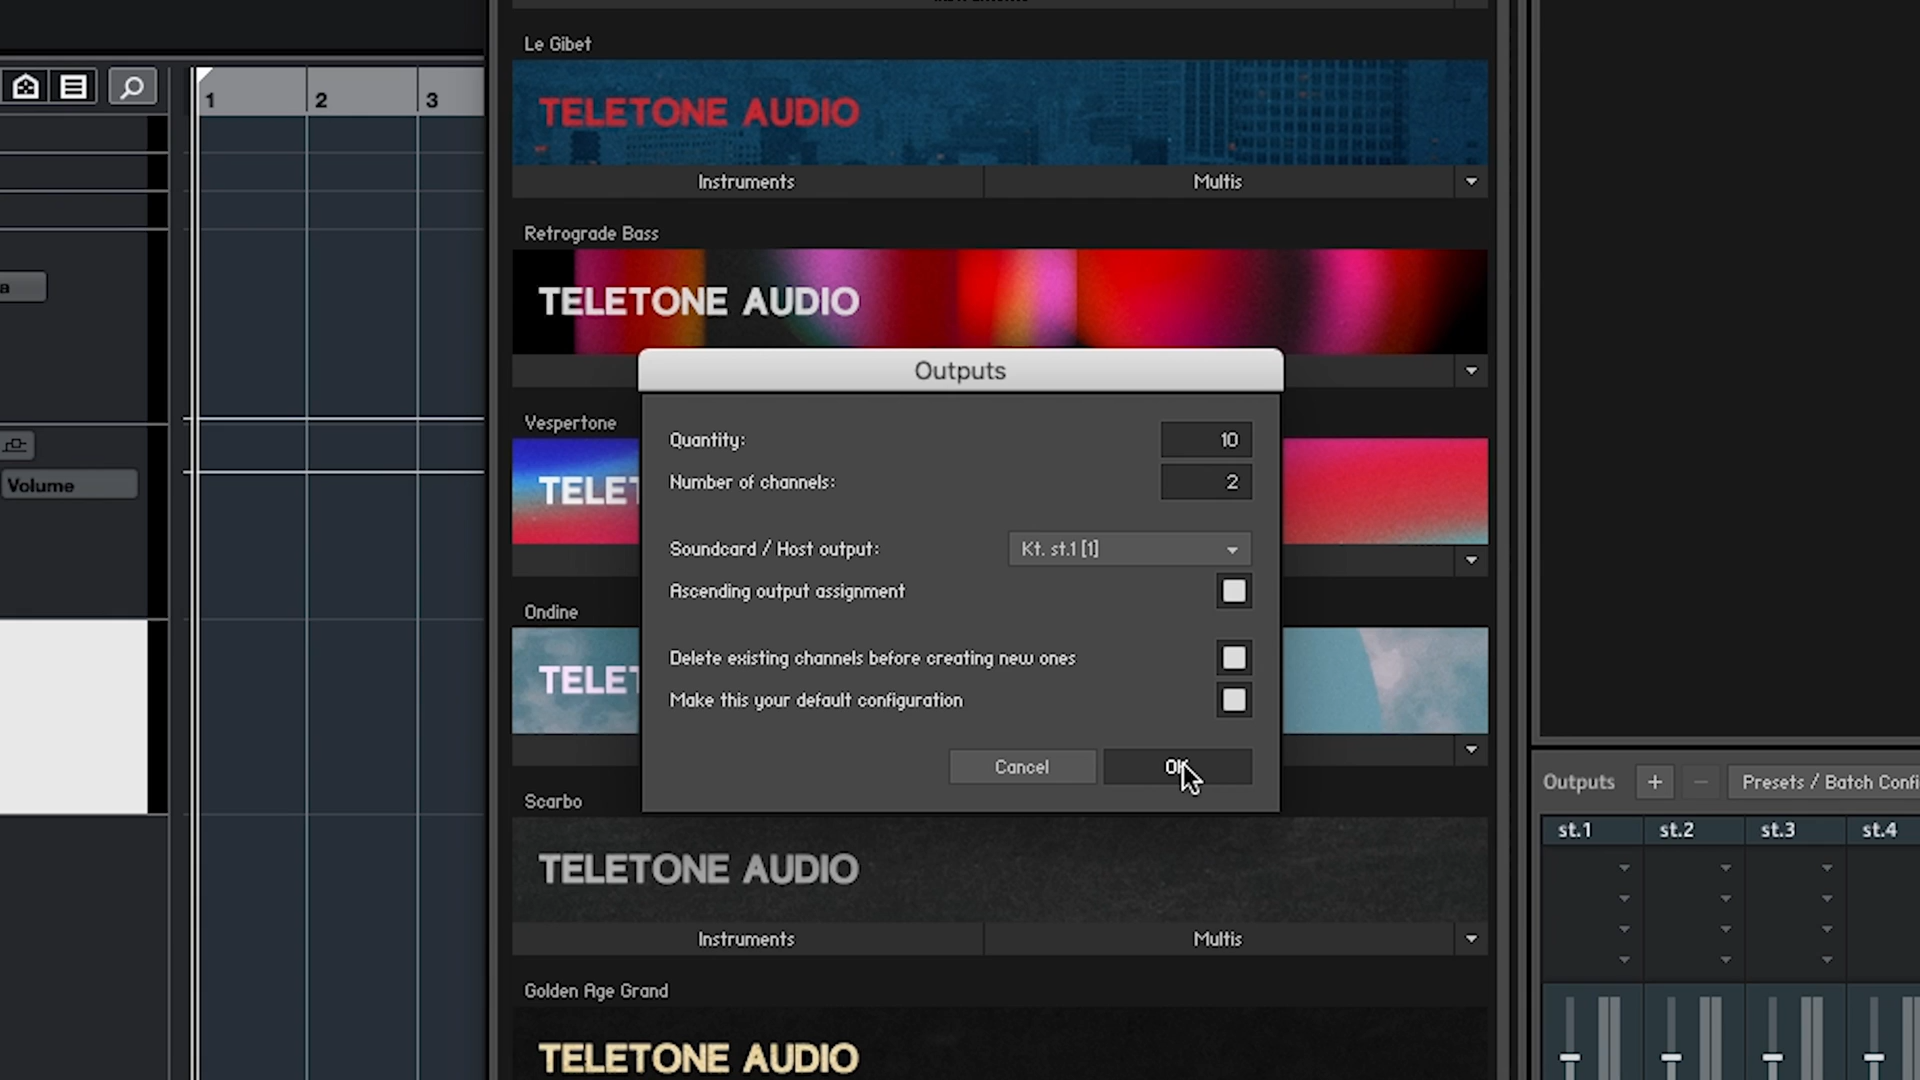 Le Gibet
TELETONE AUDIO
Instruments
Multis
1
2
3
Retrograde Bass
TELETONE AUDIO
Outputs
Quantity:
10
Number of channels:
2
Soundcard / Host output:
Kt. st.1 [1]
Ascending output assignment
Delete existing channels before creating new ones
Make this your default configuration
Cancel
OK
Vespertone
TELET
Ondine
TELET
Scarbo
TELETONE AUDIO
Instruments
Multis
Golden Age Grand
TELETONE AUDIO
a
Volume
Outputs
+
−
Presets / Batch Confi
st.1
st.2
st.3
st.4